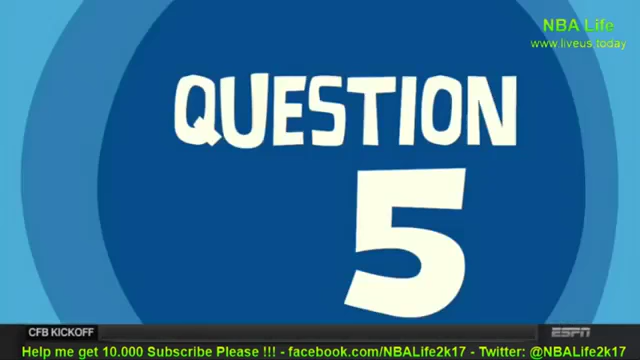 NBA Life
www.liveus.today
QUESTION
5
CFB KICKOFF
ESPN
Help me get 10.000 Subscribe Please !!! - facebook.com/NBALife2k17 - Twitter: @NBALife2k17